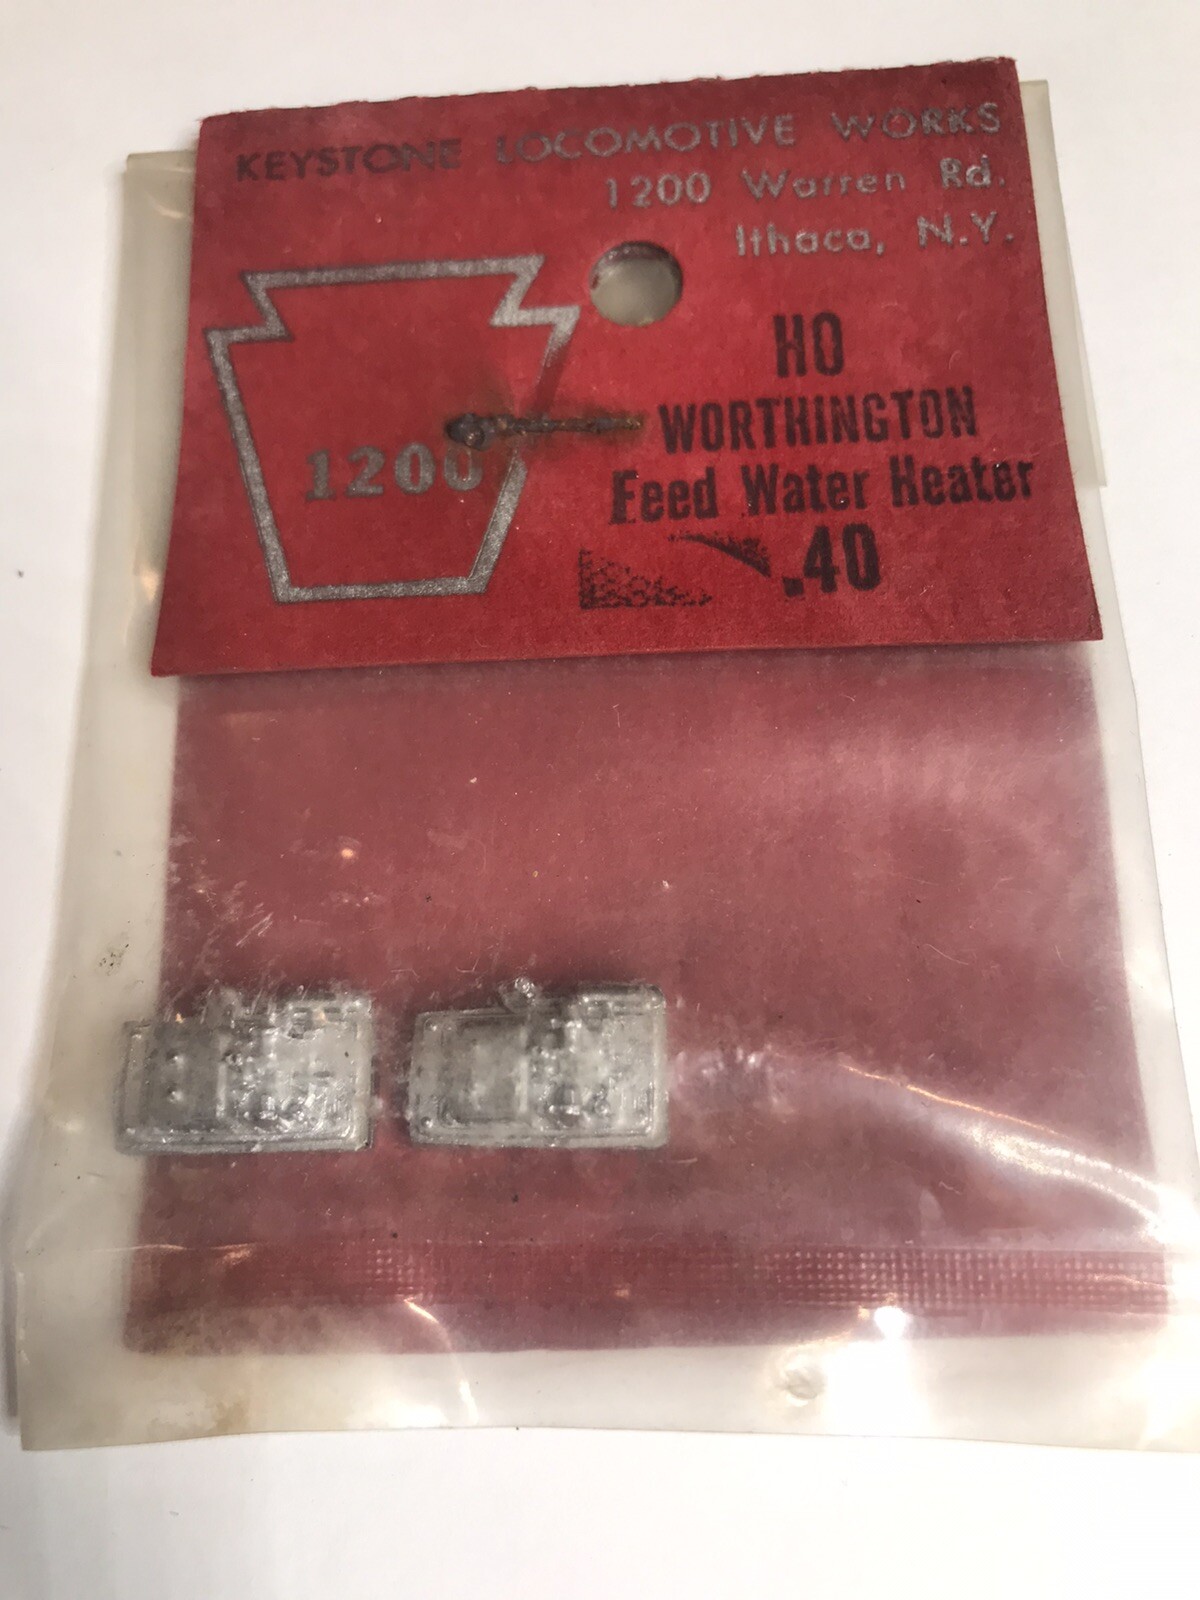 KEYSTONE LOCOMOTIVE WORKS
1200 Warren Rd.
Ithaca, N.Y.
1200
HO
WORTHINGTON
Feed Water Heater
.40